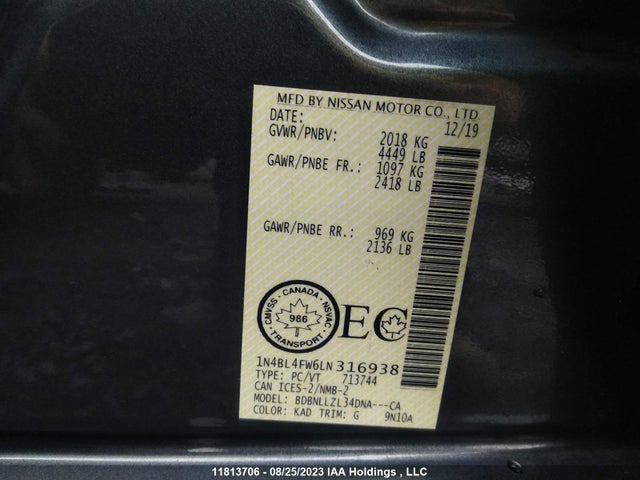 MFD BY NISSAN MOTOR CO., LTD
DATE: 12/19
GVWR/PNBV: 2018 KG
4449 LB
GAWR/PNBE FR.: 1097 KG
2418 LB
GAWR/PNBE RR.: 969 KG
2136 LB
CMVSS · CANADA · NSVAC
986
TRANSPORT
EC
1N4BL4FW6LN316938
TYPE: PC/VT 713744
CAN ICES-2/NMB-2
MODEL: BDBNLLZL34DNA---CA
COLOR: KAD TRIM: G 9N10A
11813706 - 08/25/2023 IAA Holdings , LLC